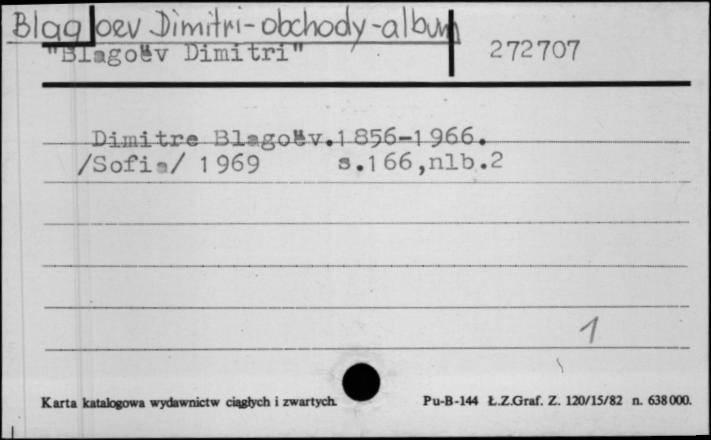 Blagoev Dimitri - obchody - album
"Blagoëv Dimitri" 272707
Dimitre Blagoëv.1856-1966.
/Sofia/ 1969 s.166,nlb.2
1
Karta katalogowa wydawnictw ciągłych i zwartych. Pu-B-144 Ł.Z.Graf. Z. 120/15/82 n. 638000.